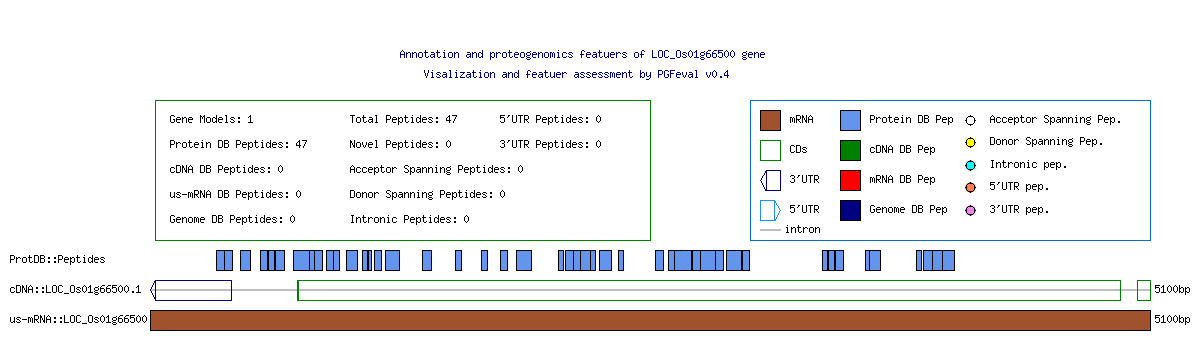 Annotation and proteogenomics featuers of LOC_Os01g66500 gene
Visalization and featuer assessment by PGFeval v0.4
Gene Models: 1 Total Peptides: 47 5'UTR Peptides: 0
Protein DB Peptides: 47 Novel Peptides: 0 3'UTR Peptides: 0
cDNA DB Peptides: 0 Acceptor Spanning Peptides: 0
us-mRNA DB Peptides: 0 Donor Spanning Peptides: 0
Genome DB Peptides: 0 Intronic Peptides: 0
mRNA Protein DB Pep Acceptor Spanning Pep.
CDs cDNA DB Pep Donor Spanning Pep.
3'UTR mRNA DB Pep Intronic pep.
5'UTR Genome DB Pep 5'UTR pep.
intron 3'UTR pep.
ProtDB::Peptides
cDNA::LOC_Os01g66500.1 5100bp
us-mRNA::LOC_Os01g66500 5100bp